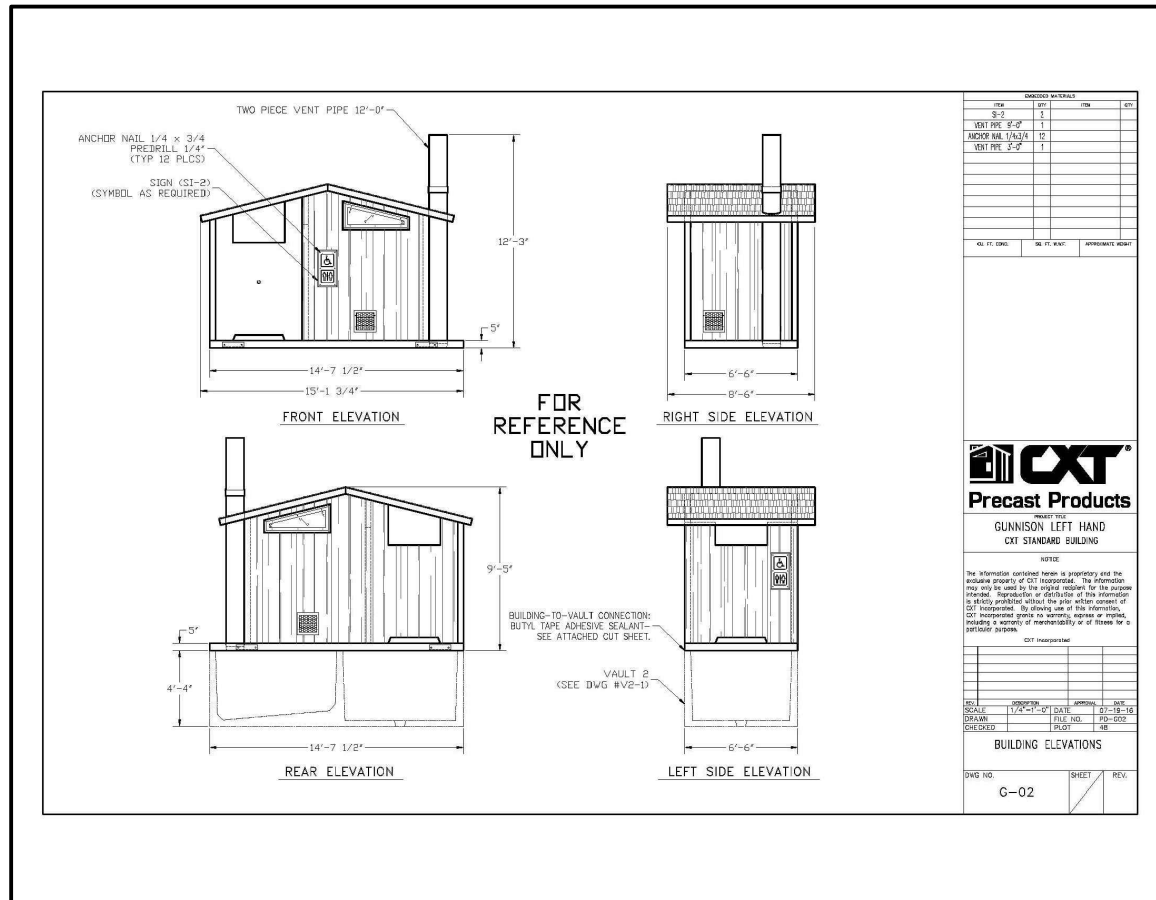 TWO PIECE VENT PIPE 12'-0"
ANCHOR NAIL 1/4 x 3/4
PREDRILL 1/4"
(TYP 12 PLCS)
SIGN (SI-2)
(SYMBOL AS REQUIRED)
12'-3"
5"
14'-7 1/2"
15'-1 3/4"
FRONT ELEVATION
6'-6"
8'-6"
RIGHT SIDE ELEVATION
FOR
REFERENCE
ONLY
9'-5"
5"
4'-4"
14'-7 1/2"
REAR ELEVATION
BUILDING-TO-VAULT CONNECTION:
BUTYL TAPE ADHESIVE SEALANT-
SEE ATTACHED CUT SHEET.
VAULT 2
(SEE DWG #V2-1)
6'-6"
LEFT SIDE ELEVATION
EMBEDDED MATERIALS
ITEM QTY ITEM QTY
SI-2 2
VENT PIPE 9'-0" 1
ANCHOR NAIL 1/4x3/4 12
VENT PIPE 3'-0" 1
CU. FT. CONC. SQ. FT. W.W.F. APPROXIMATE WEIGHT
CXT®
Precast Products
PROJECT TITLE
GUNNISON LEFT HAND
CXT STANDARD BUILDING
NOTICE
The information contained herein is proprietary and the
exclusive property of CXT Incorporated. The information
may only be used by the original recipient for the purpose
intended. Reproduction or distribution of this information
is strictly prohibited without the prior written consent of
CXT Incorporated. By allowing use of this information,
CXT Incorporated grants no warranty, express or implied,
including a warranty of merchantability or of fitness for a
particular purpose.
CXT Incorporated
REV. DESCRIPTION APPROVAL DATE
SCALE 1/4"=1'-0" DATE 07-19-16
DRAWN FILE NO. PD-G02
CHECKED PLOT 48
BUILDING ELEVATIONS
DWG NO. SHEET REV.
G-02